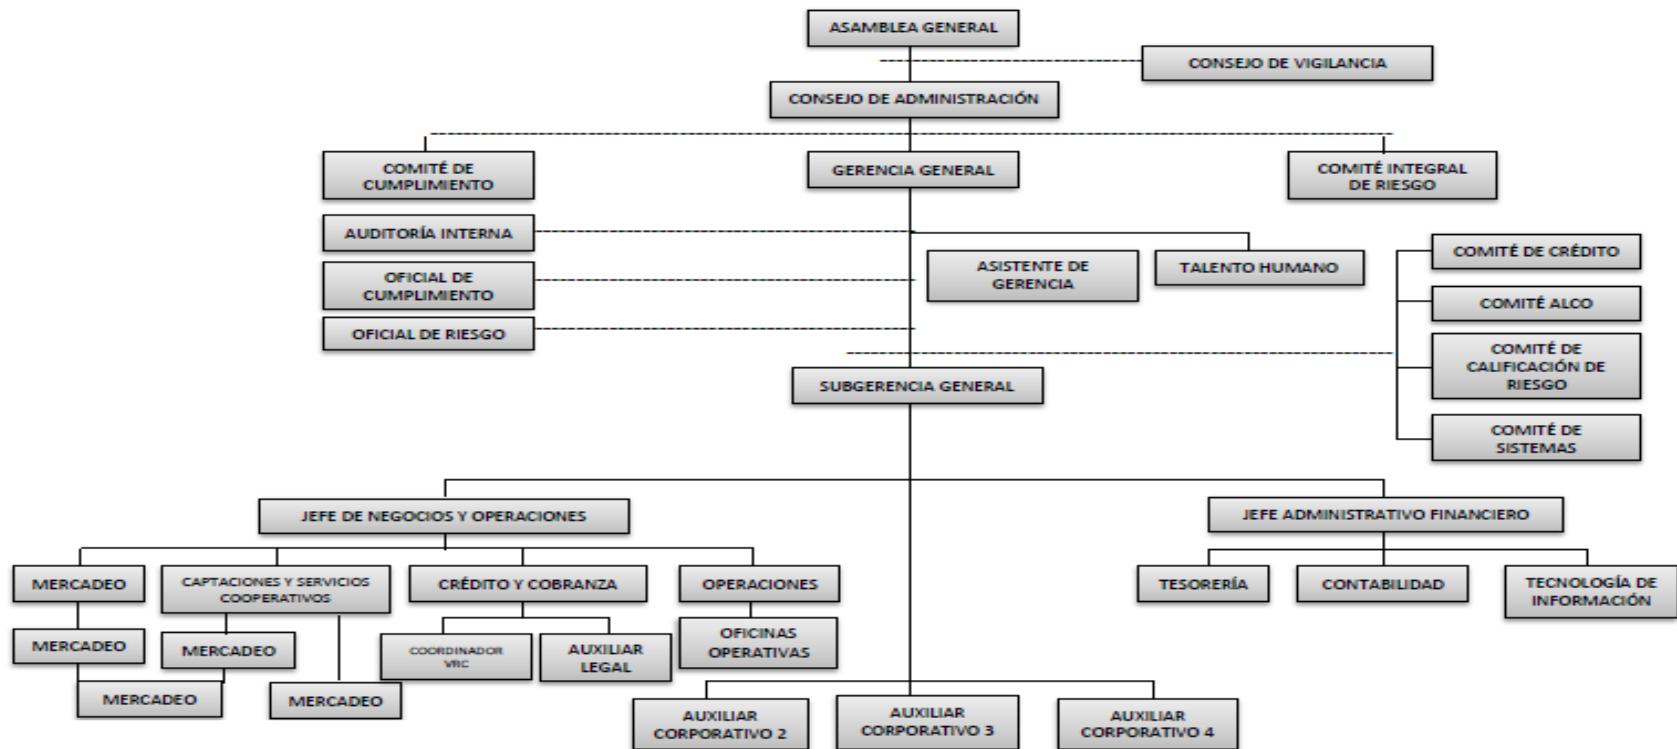 ASAMBLEA GENERAL
CONSEJO DE VIGILANCIA
CONSEJO DE ADMINISTRACIÓN
COMITÉ DE
CUMPLIMIENTO
GERENCIA GENERAL
COMITÉ INTEGRAL
DE RIESGO
AUDITORÍA INTERNA
OFICIAL DE
CUMPLIMIENTO
OFICIAL DE RIESGO
ASISTENTE DE
GERENCIA
TALENTO HUMANO
COMITÉ DE CRÉDITO
COMITÉ ALCO
COMITÉ DE
CALIFICACIÓN DE
RIESGO
COMITÉ DE
SISTEMAS
SUBGERENCIA GENERAL
JEFE DE NEGOCIOS Y OPERACIONES
JEFE ADMINISTRATIVO FINANCIERO
MERCADEO
CAPTACIONES Y SERVICIOS
COOPERATIVOS
CRÉDITO Y COBRANZA
OPERACIONES
TESORERÍA
CONTABILIDAD
TECNOLOGÍA DE
INFORMACIÓN
MERCADEO
MERCADEO
COORDINADOR
VRC
AUXILIAR
LEGAL
OFICINAS
OPERATIVAS
MERCADEO
MERCADEO
AUXILIAR
CORPORATIVO 2
AUXILIAR
CORPORATIVO 3
AUXILIAR
CORPORATIVO 4